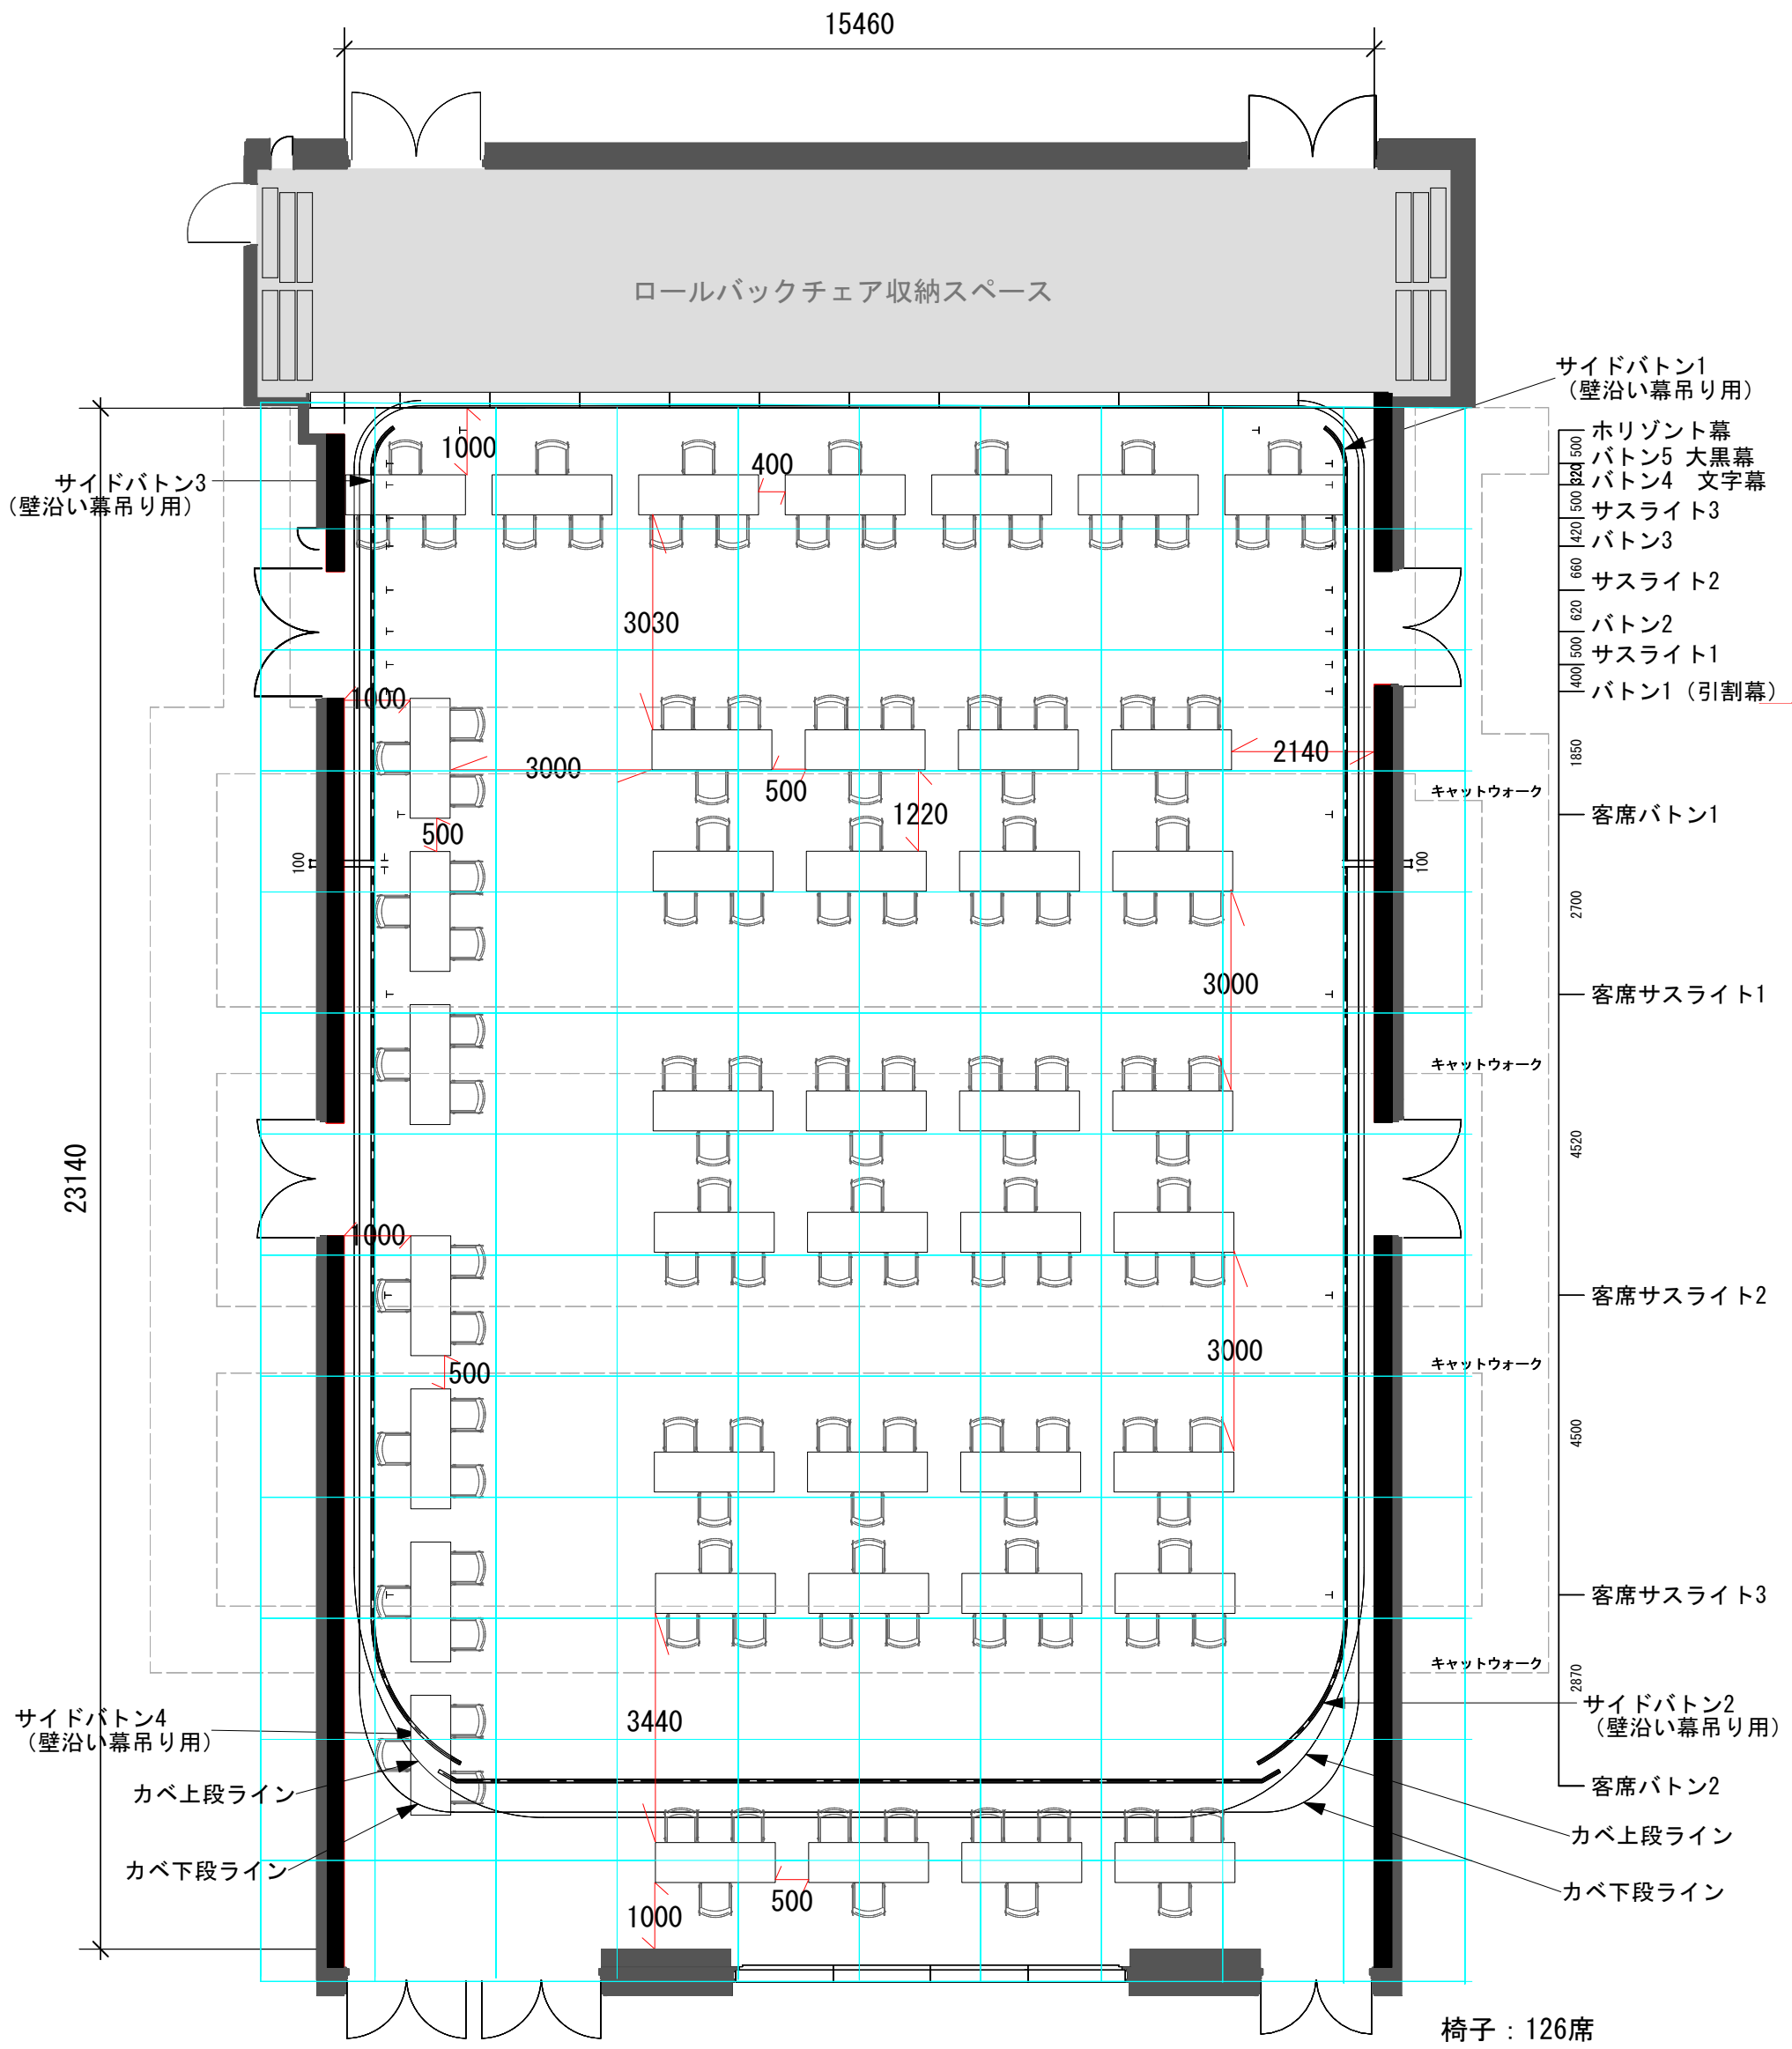 15460
ロールバックチェア収納スペース
サイドバトン1
(壁沿い幕吊り用)
ホリゾント幕
500
バトン5 大黒幕
320
バトン4 文字幕
500
サスライト3
420
バトン3
660
サスライト2
620
バトン2
500
サスライト1
400
バトン1 (引割幕)
1000
400
サイドバトン3
(壁沿い幕吊り用)
3030
1000
3000
500
2140
1850
キャットウォーク
客席バトン1
1220
500
100
100
2700
3000
客席サスライト1
キャットウォーク
23140
4520
1000
客席サスライト2
3000
キャットウォーク
500
4500
客席サスライト3
キャットウォーク
2870
サイドバトン4
(壁沿い幕吊り用)
3440
サイドバトン2
(壁沿い幕吊り用)
カベ上段ライン
客席バトン2
カベ上段ライン
カベ下段ライン
カベ下段ライン
500
1000
椅子：126席